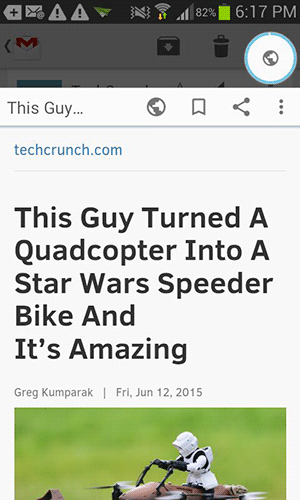 82% 6:17 PM
This Guy...
techcrunch.com
This Guy Turned A
Quadcopter Into A
Star Wars Speeder
Bike And
It's Amazing
Greg Kumparak | Fri, Jun 12, 2015